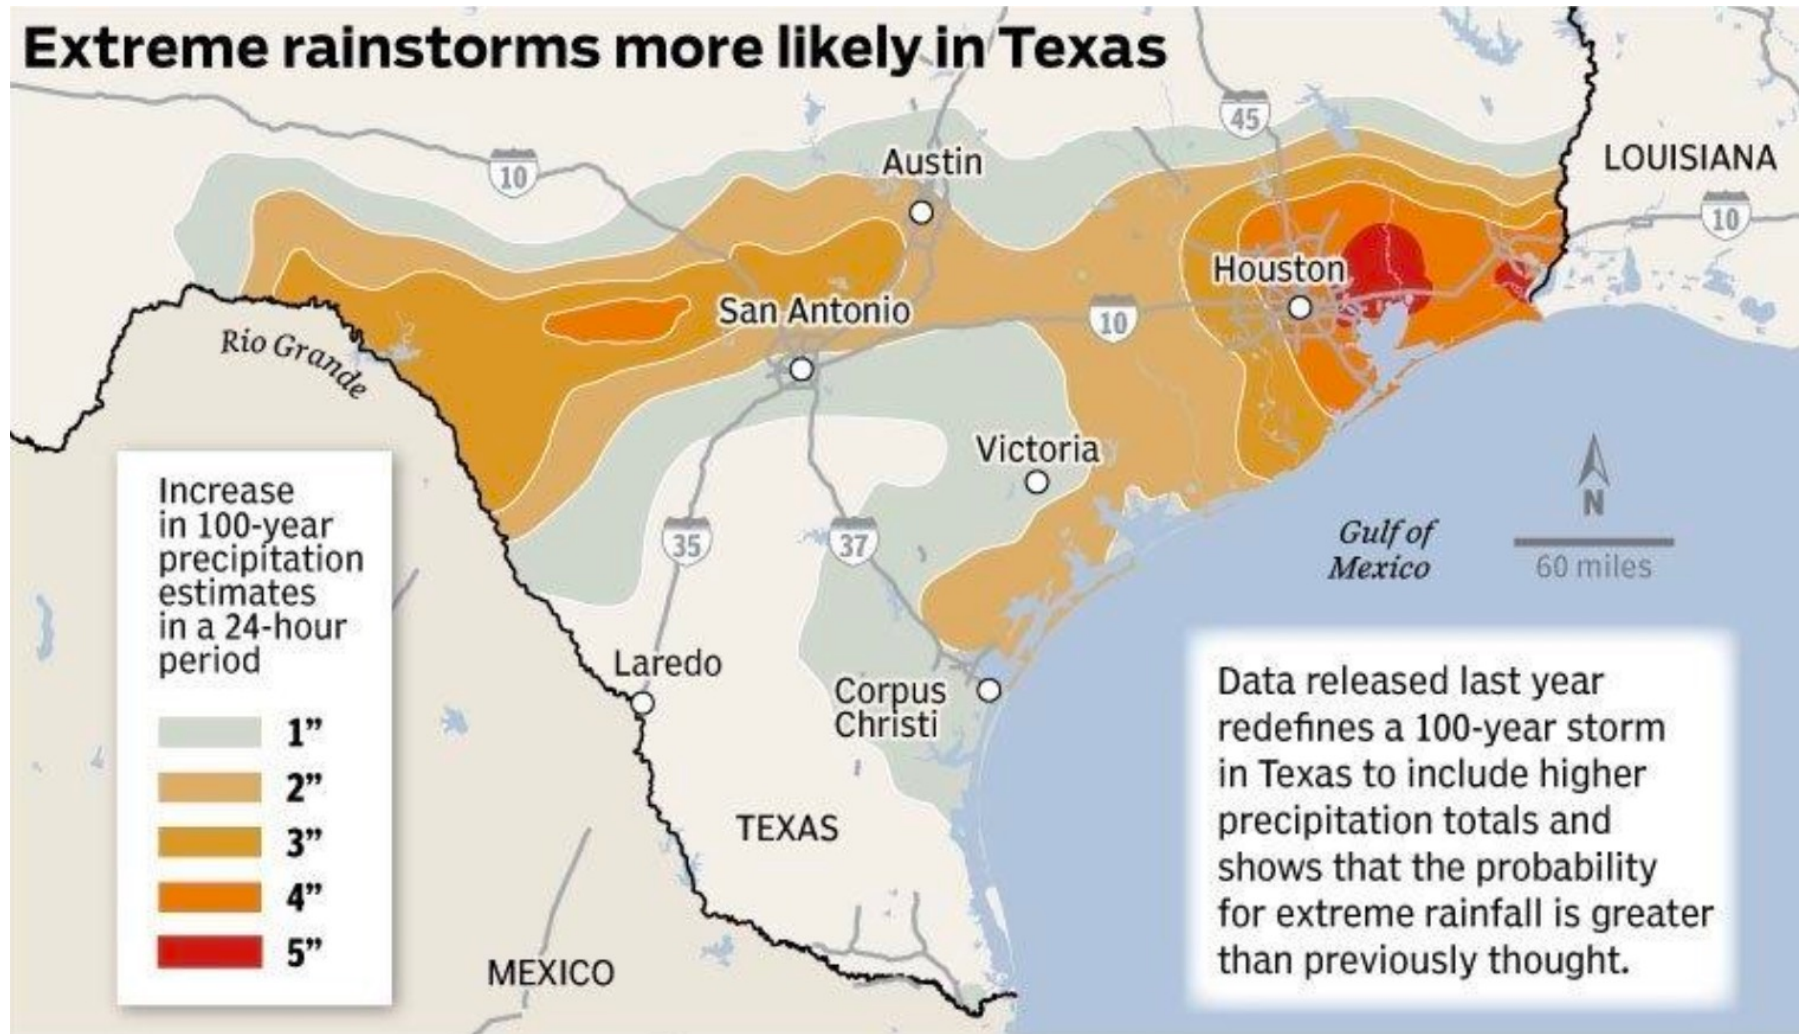 Extreme rainstorms more likely in Texas
45
Austin
LOUISIANA
10
10
Houston
San Antonio
10
Rio Grande
Victoria
Increase
in 100-year
precipitation
estimates
in a 24-hour
period
1”
2”
3”
4”
5”
35
37
Gulf of
Mexico
N
60 miles
Laredo
Corpus
Christi
TEXAS
MEXICO
Data released last year
redefines a 100-year storm
in Texas to include higher
precipitation totals and
shows that the probability
for extreme rainfall is greater
than previously thought.